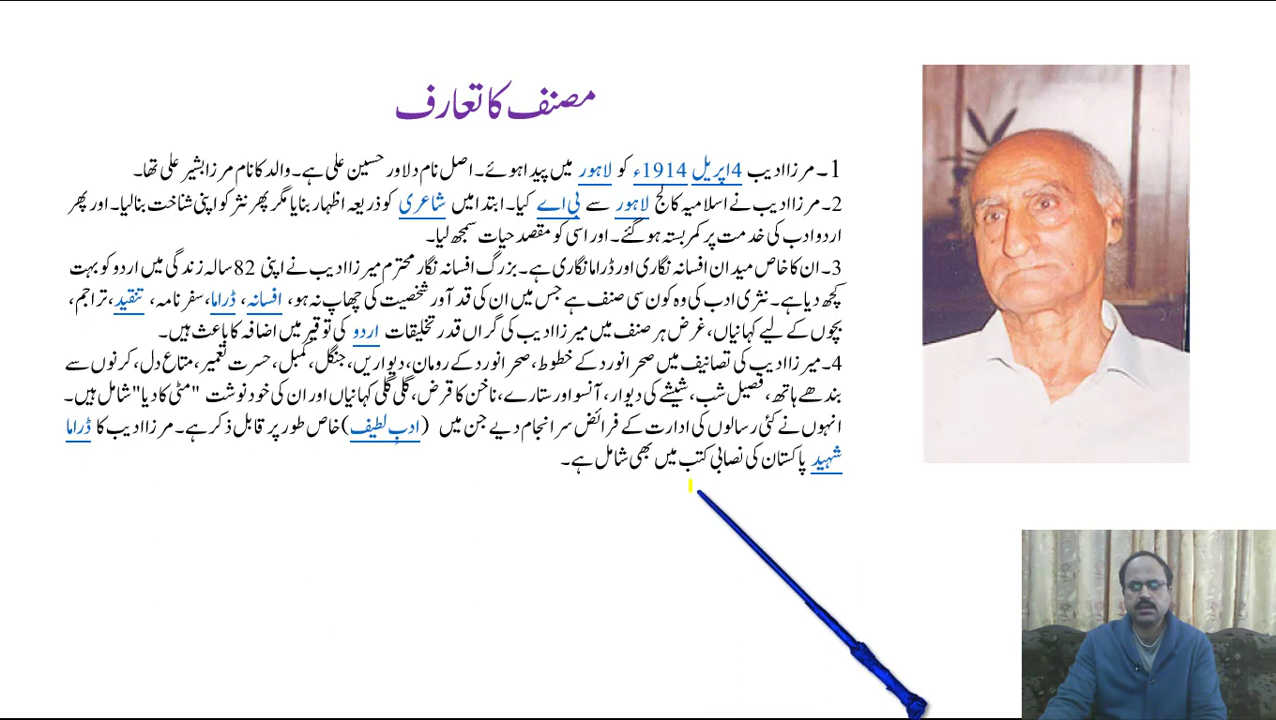 مصنف کا تعارف
1۔ مرزا ادیب 4 اپریل 1914ء کو لاہور میں پیدا ہوئے۔ اصل نام دلاور حسین علی ہے۔ والد کا نام مرزا بشیر علی تھا۔
2۔ مرزا ادیب نے اسلامیہ کالج لاہور سے بی اے کیا۔ ابتدا میں شاعری کو ذریعہ اظہار بنایا مگر پھر نثر کو اپنی شناخت بنا لیا۔ اور پھر
اردو ادب کی خدمت پر کمر بستہ ہو گئے۔ اور اسی کو مقصد حیات سمجھ لیا۔
3۔ ان کا خاص میدان افسانہ نگاری اور ڈراما نگاری ہے۔ بزرگ افسانہ نگار محترم میرزا ادیب نے اپنی 82 سالہ زندگی میں اردو کو بہت
کچھ دیا ہے۔ نثری ادب کی وہ کون سی صنف ہے جس میں ان کی قد آور شخصیت کی چھاپ نہ ہو، افسانہ، ڈراما، سفر نامہ، تنقید، تراجم،
بچوں کے لیے کہانیاں، غرض ہر صنف میں میرزا ادیب کی گراں قدر تخلیقات اردو کی توقیر میں اضافہ کا باعث ہیں۔
4۔ میرزا ادیب کی تصانیف میں صحرا نورد کے خطوط، صحرا نورد کے رومان، دیواریں، جنگل، کمبل، حسرت تعمیر، متاع دل، کرنوں سے
بندھے ہاتھ، فصیل شب، شیشے کی دیوار، آنسو اور ستارے، ناخن کا قرض، گلی گلی کہانیاں اور ان کی خود نوشت "مٹی کا دیا" شامل ہیں۔
انہوں نے کئی رسالوں کی ادارت کے فرائض سر انجام دیے جن میں (ادبِ لطیف) خاص طور پر قابل ذکر ہے۔ مرزا ادیب کا ڈراما
شہید پاکستان کی نصابی کتب میں بھی شامل ہے۔